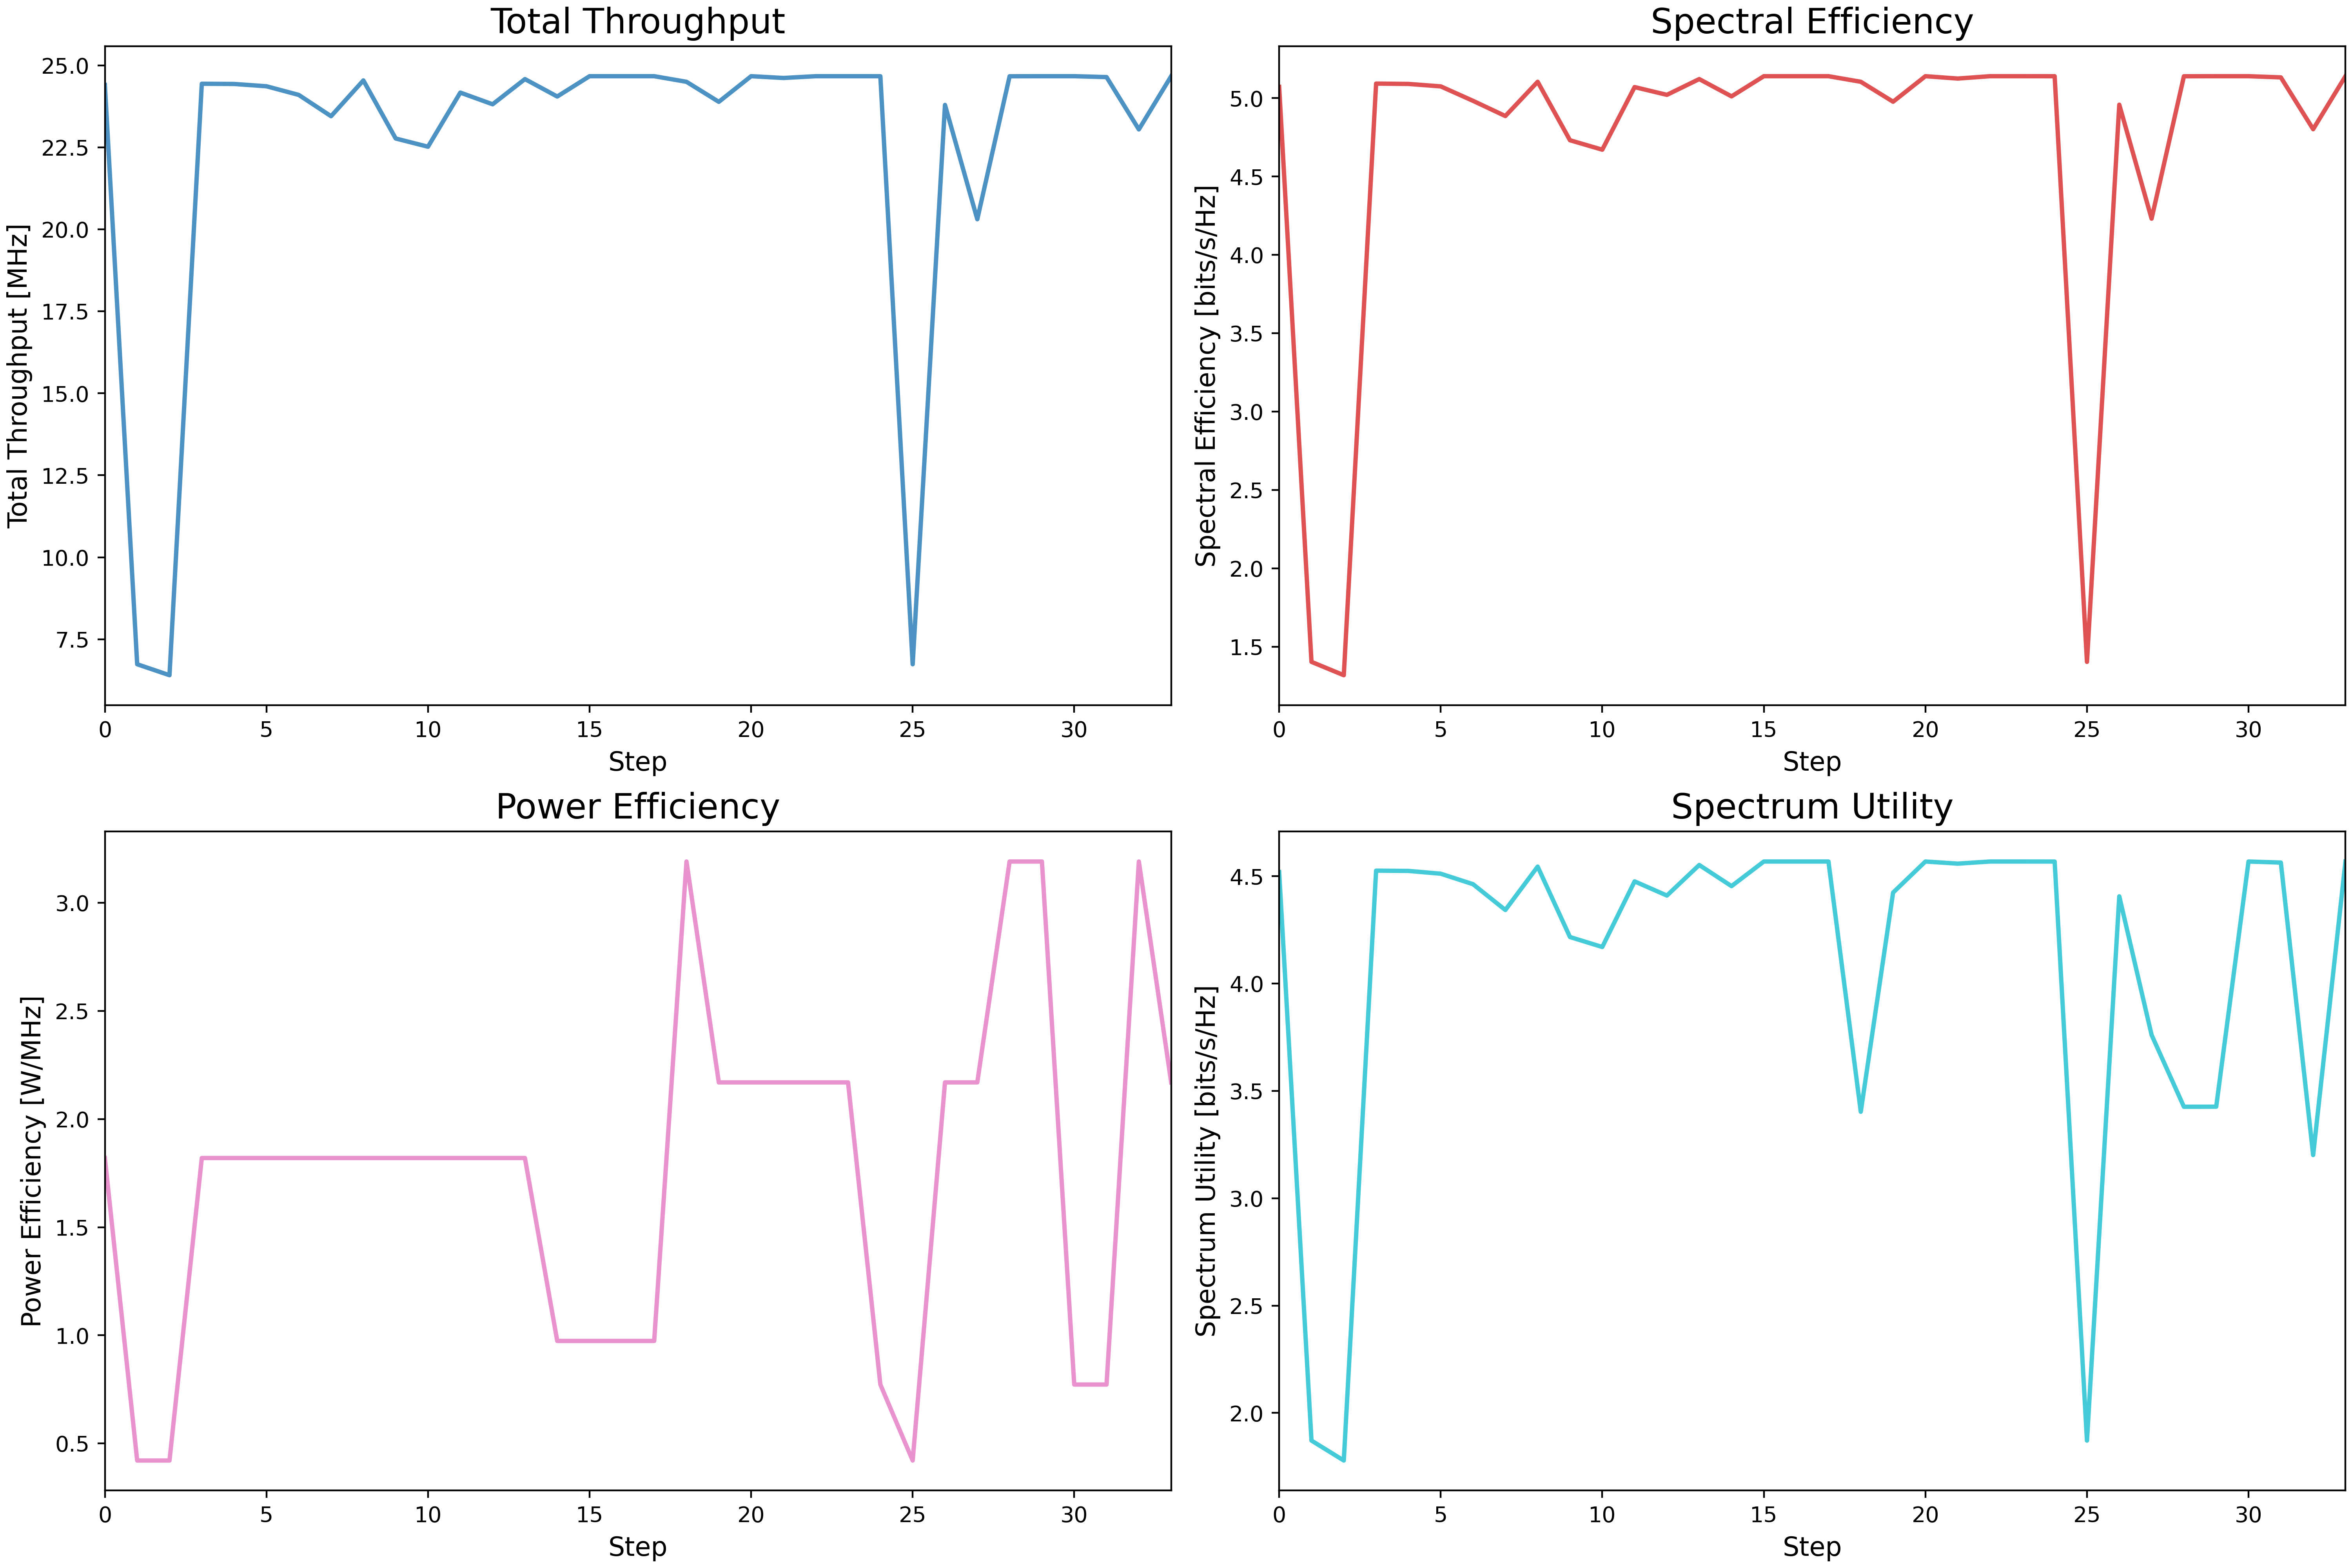 Total Throughput
Total Throughput [MHz]
25.0
22.5
20.0
17.5
15.0
12.5
10.0
7.5
0 5 10 15 20 25 30
Step
Spectral Efficiency
Spectral Efficiency [bits/s/Hz]
5.0
4.5
4.0
3.5
3.0
2.5
2.0
1.5
0 5 10 15 20 25 30
Step
Power Efficiency
Power Efficiency [W/MHz]
3.0
2.5
2.0
1.5
1.0
0.5
0 5 10 15 20 25 30
Step
Spectrum Utility
Spectrum Utility [bits/s/Hz]
4.5
4.0
3.5
3.0
2.5
2.0
0 5 10 15 20 25 30
Step